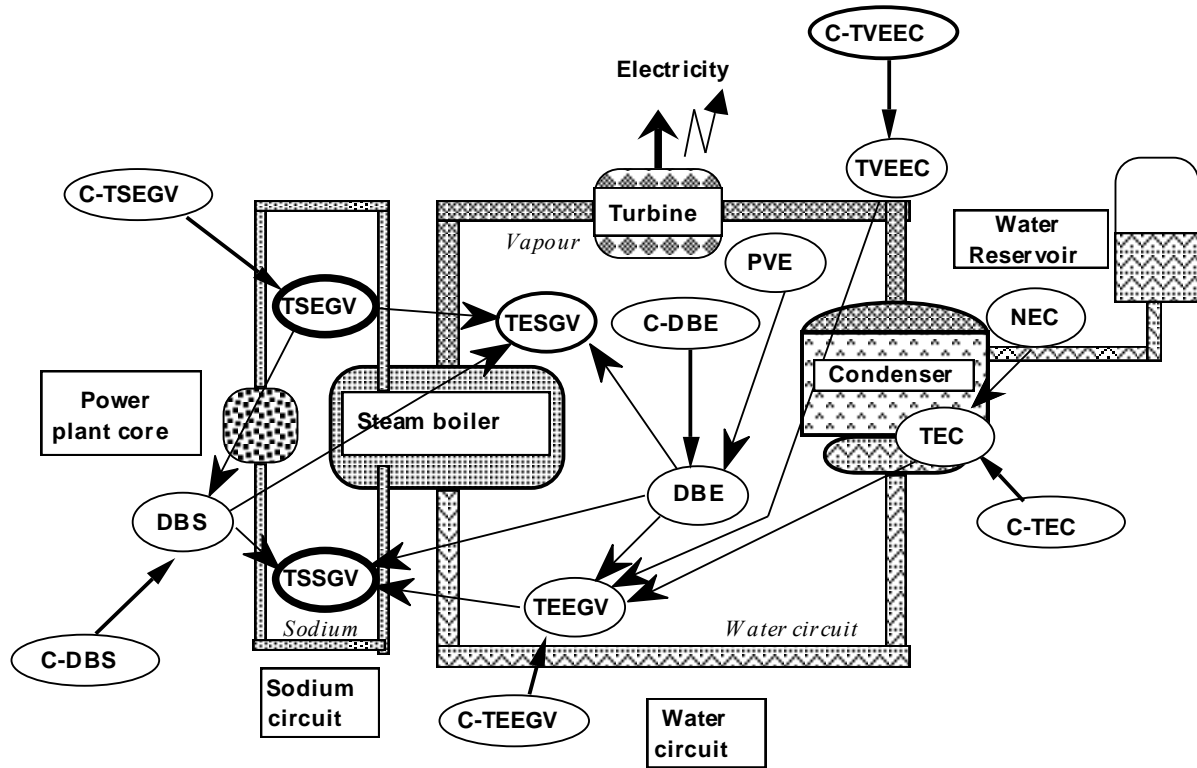 C-TVEEC
Electricity
TVEEC
C-TSEGV
Turbine
Water
Reservoir
Vapour
PVE
TSEGV
TESGV
C-DBE
NEC
Condenser
Power
plant core
Steam boiler
TEC
DBE
DBS
C-TEC
TSSGV
TEEGV
Sodium
Water circuit
C-DBS
Sodium
circuit
C-TEEGV
Water
circuit